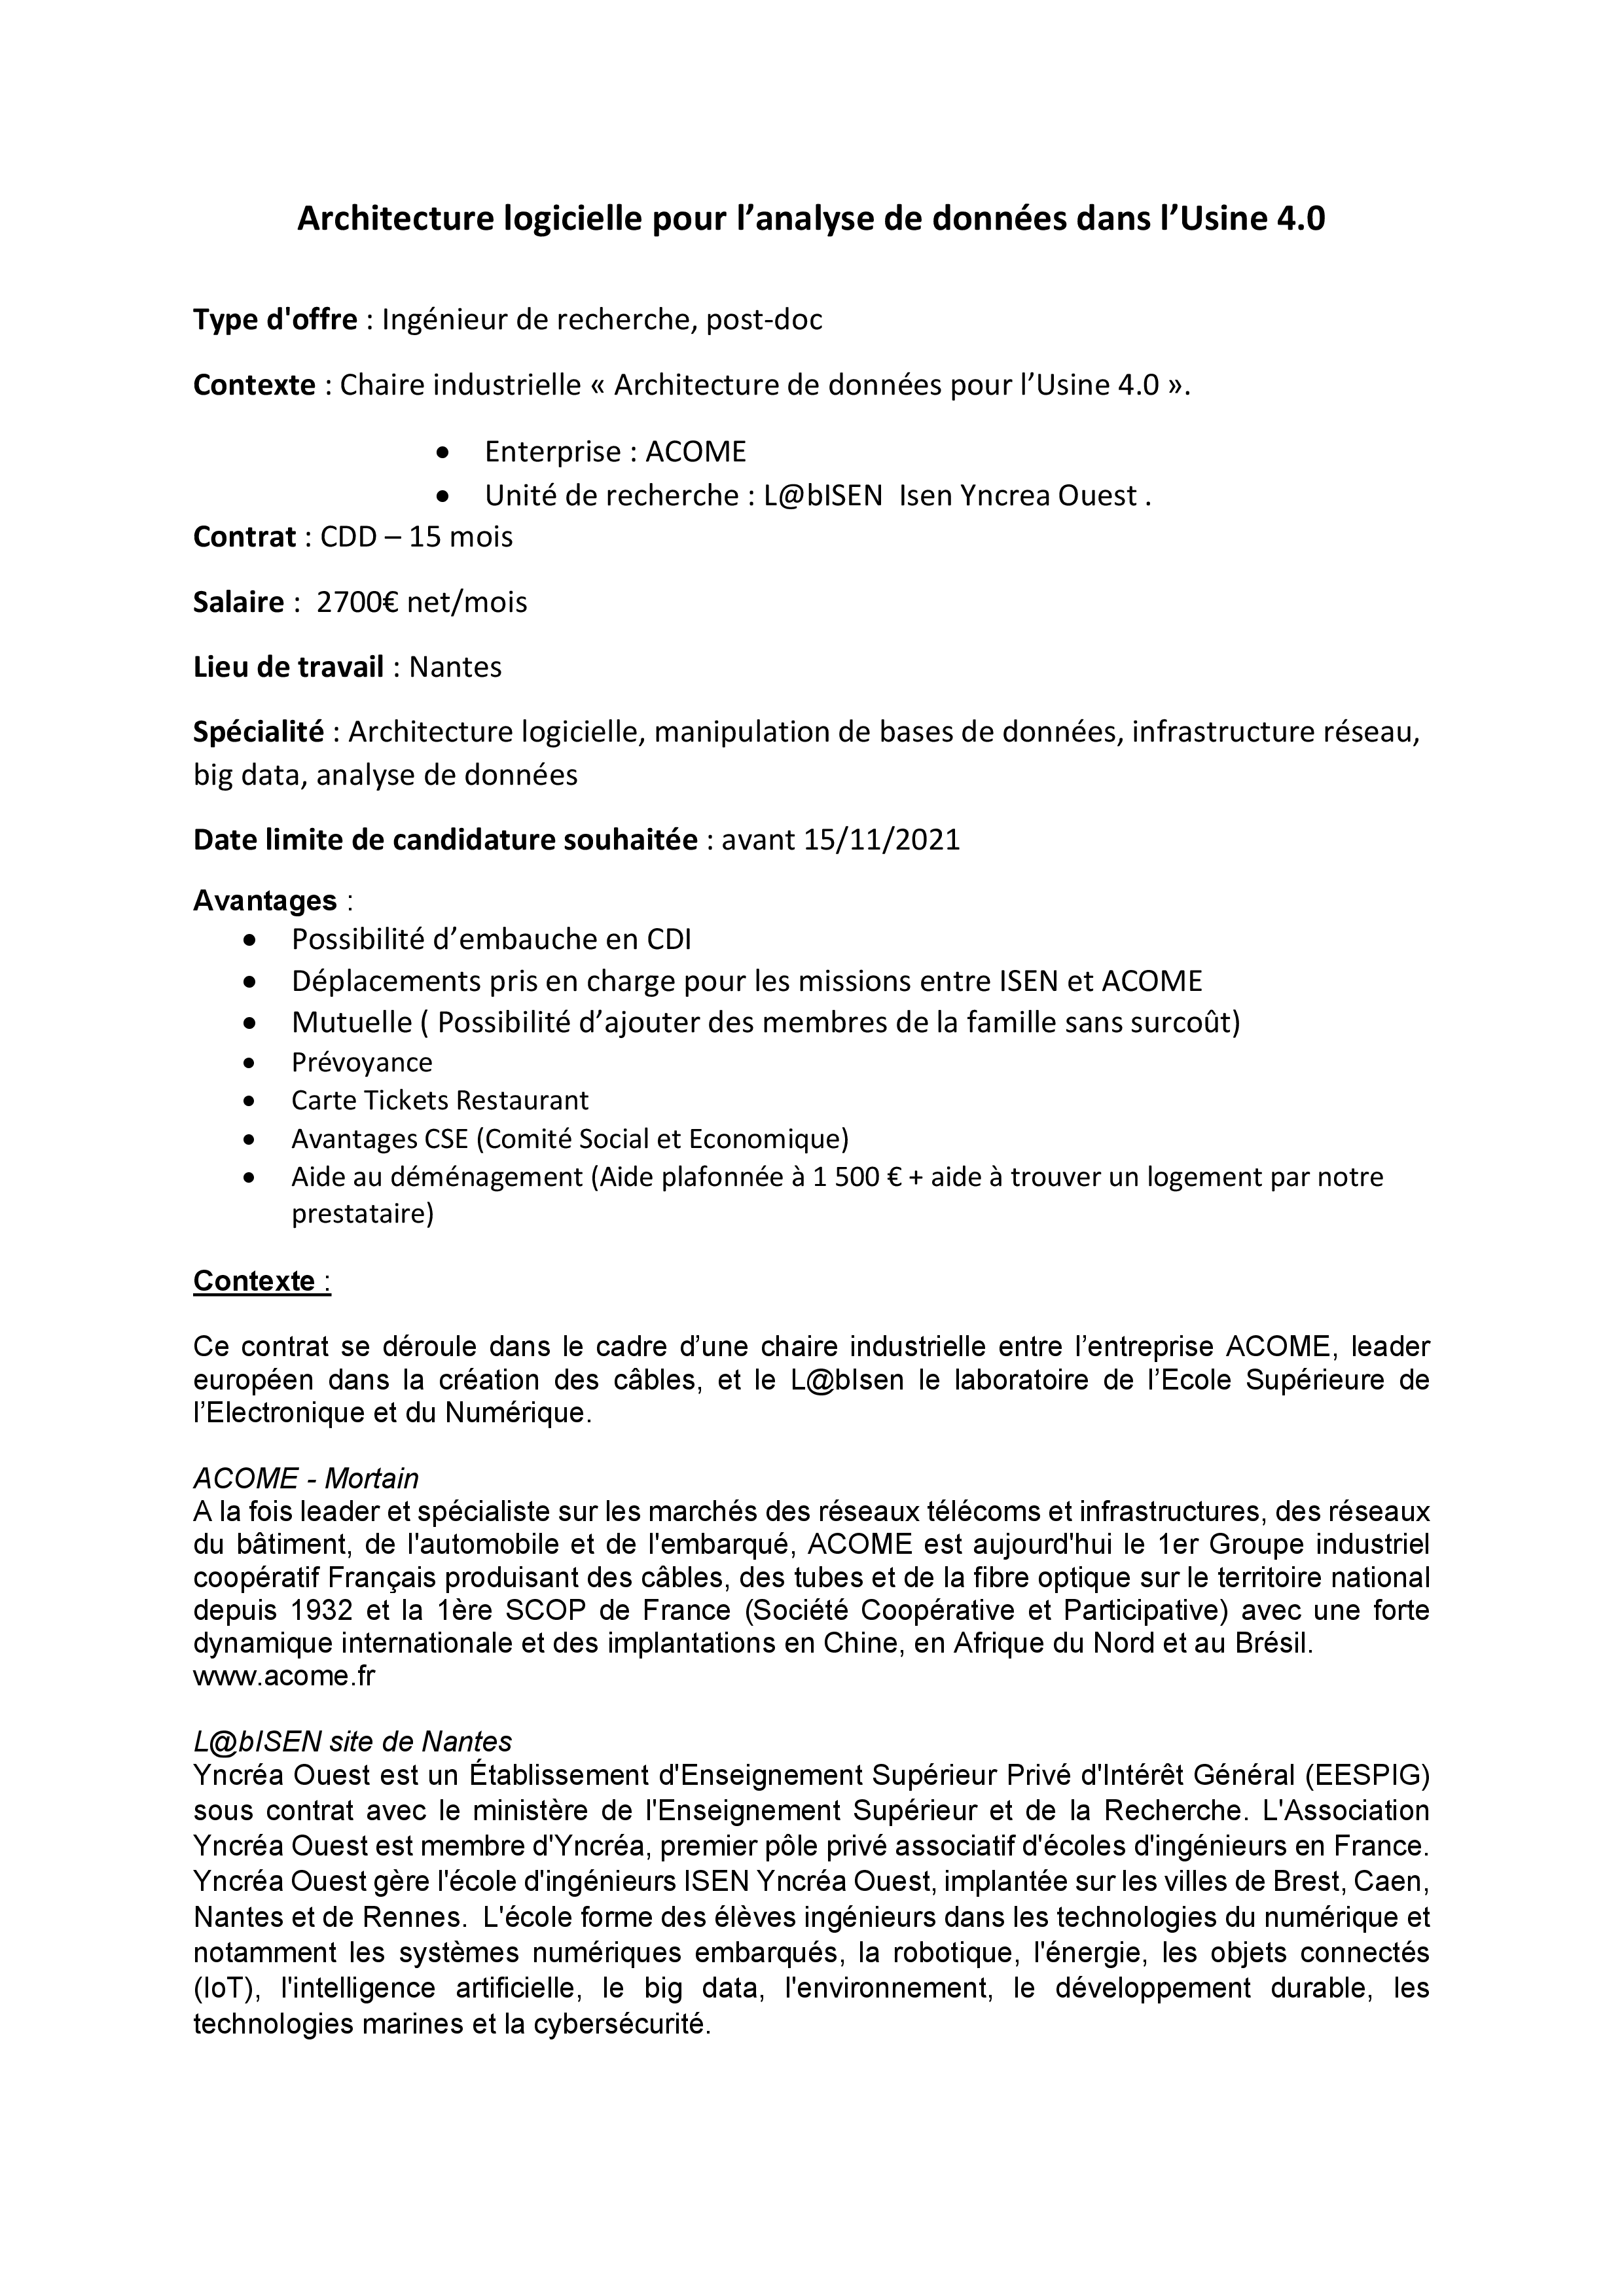 Architecture logicielle pour l’analyse de données dans l’Usine 4.0
Type d'offre : Ingénieur de recherche, post-doc
Contexte : Chaire industrielle « Architecture de données pour l’Usine 4.0 ».
• Enterprise : ACOME
• Unité de recherche : L@bISEN  Isen Yncrea Ouest .
Contrat : CDD – 15 mois
Salaire :  2700€ net/mois
Lieu de travail : Nantes
Spécialité : Architecture logicielle, manipulation de bases de données, infrastructure réseau,
big data, analyse de données
Date limite de candidature souhaitée : avant 15/11/2021
Avantages :
• Possibilité d’embauche en CDI
• Déplacements pris en charge pour les missions entre ISEN et ACOME
• Mutuelle ( Possibilité d’ajouter des membres de la famille sans surcoût)
• Prévoyance
• Carte Tickets Restaurant
• Avantages CSE (Comité Social et Economique)
• Aide au déménagement (Aide plafonnée à 1 500 € + aide à trouver un logement par notre
prestataire)
Contexte :
Ce contrat se déroule dans le cadre d’une chaire industrielle entre l’entreprise ACOME, leader
européen dans la création des câbles, et le L@bIsen le laboratoire de l’Ecole Supérieure de
l’Electronique et du Numérique.
ACOME - Mortain
A la fois leader et spécialiste sur les marchés des réseaux télécoms et infrastructures, des réseaux
du bâtiment, de l'automobile et de l'embarqué, ACOME est aujourd'hui le 1er Groupe industriel
coopératif Français produisant des câbles, des tubes et de la fibre optique sur le territoire national
depuis 1932 et la 1ère SCOP de France (Société Coopérative et Participative) avec une forte
dynamique internationale et des implantations en Chine, en Afrique du Nord et au Brésil.
www.acome.fr
L@bISEN site de Nantes
Yncréa Ouest est un Établissement d'Enseignement Supérieur Privé d'Intérêt Général (EESPIG)
sous contrat avec le ministère de l'Enseignement Supérieur et de la Recherche. L'Association
Yncréa Ouest est membre d'Yncréa, premier pôle privé associatif d'écoles d'ingénieurs en France.
Yncréa Ouest gère l'école d'ingénieurs ISEN Yncréa Ouest, implantée sur les villes de Brest, Caen,
Nantes et de Rennes.  L'école forme des élèves ingénieurs dans les technologies du numérique et
notamment les systèmes numériques embarqués, la robotique, l'énergie, les objets connectés
(IoT), l'intelligence artificielle, le big data, l'environnement, le développement durable, les
technologies marines et la cybersécurité.